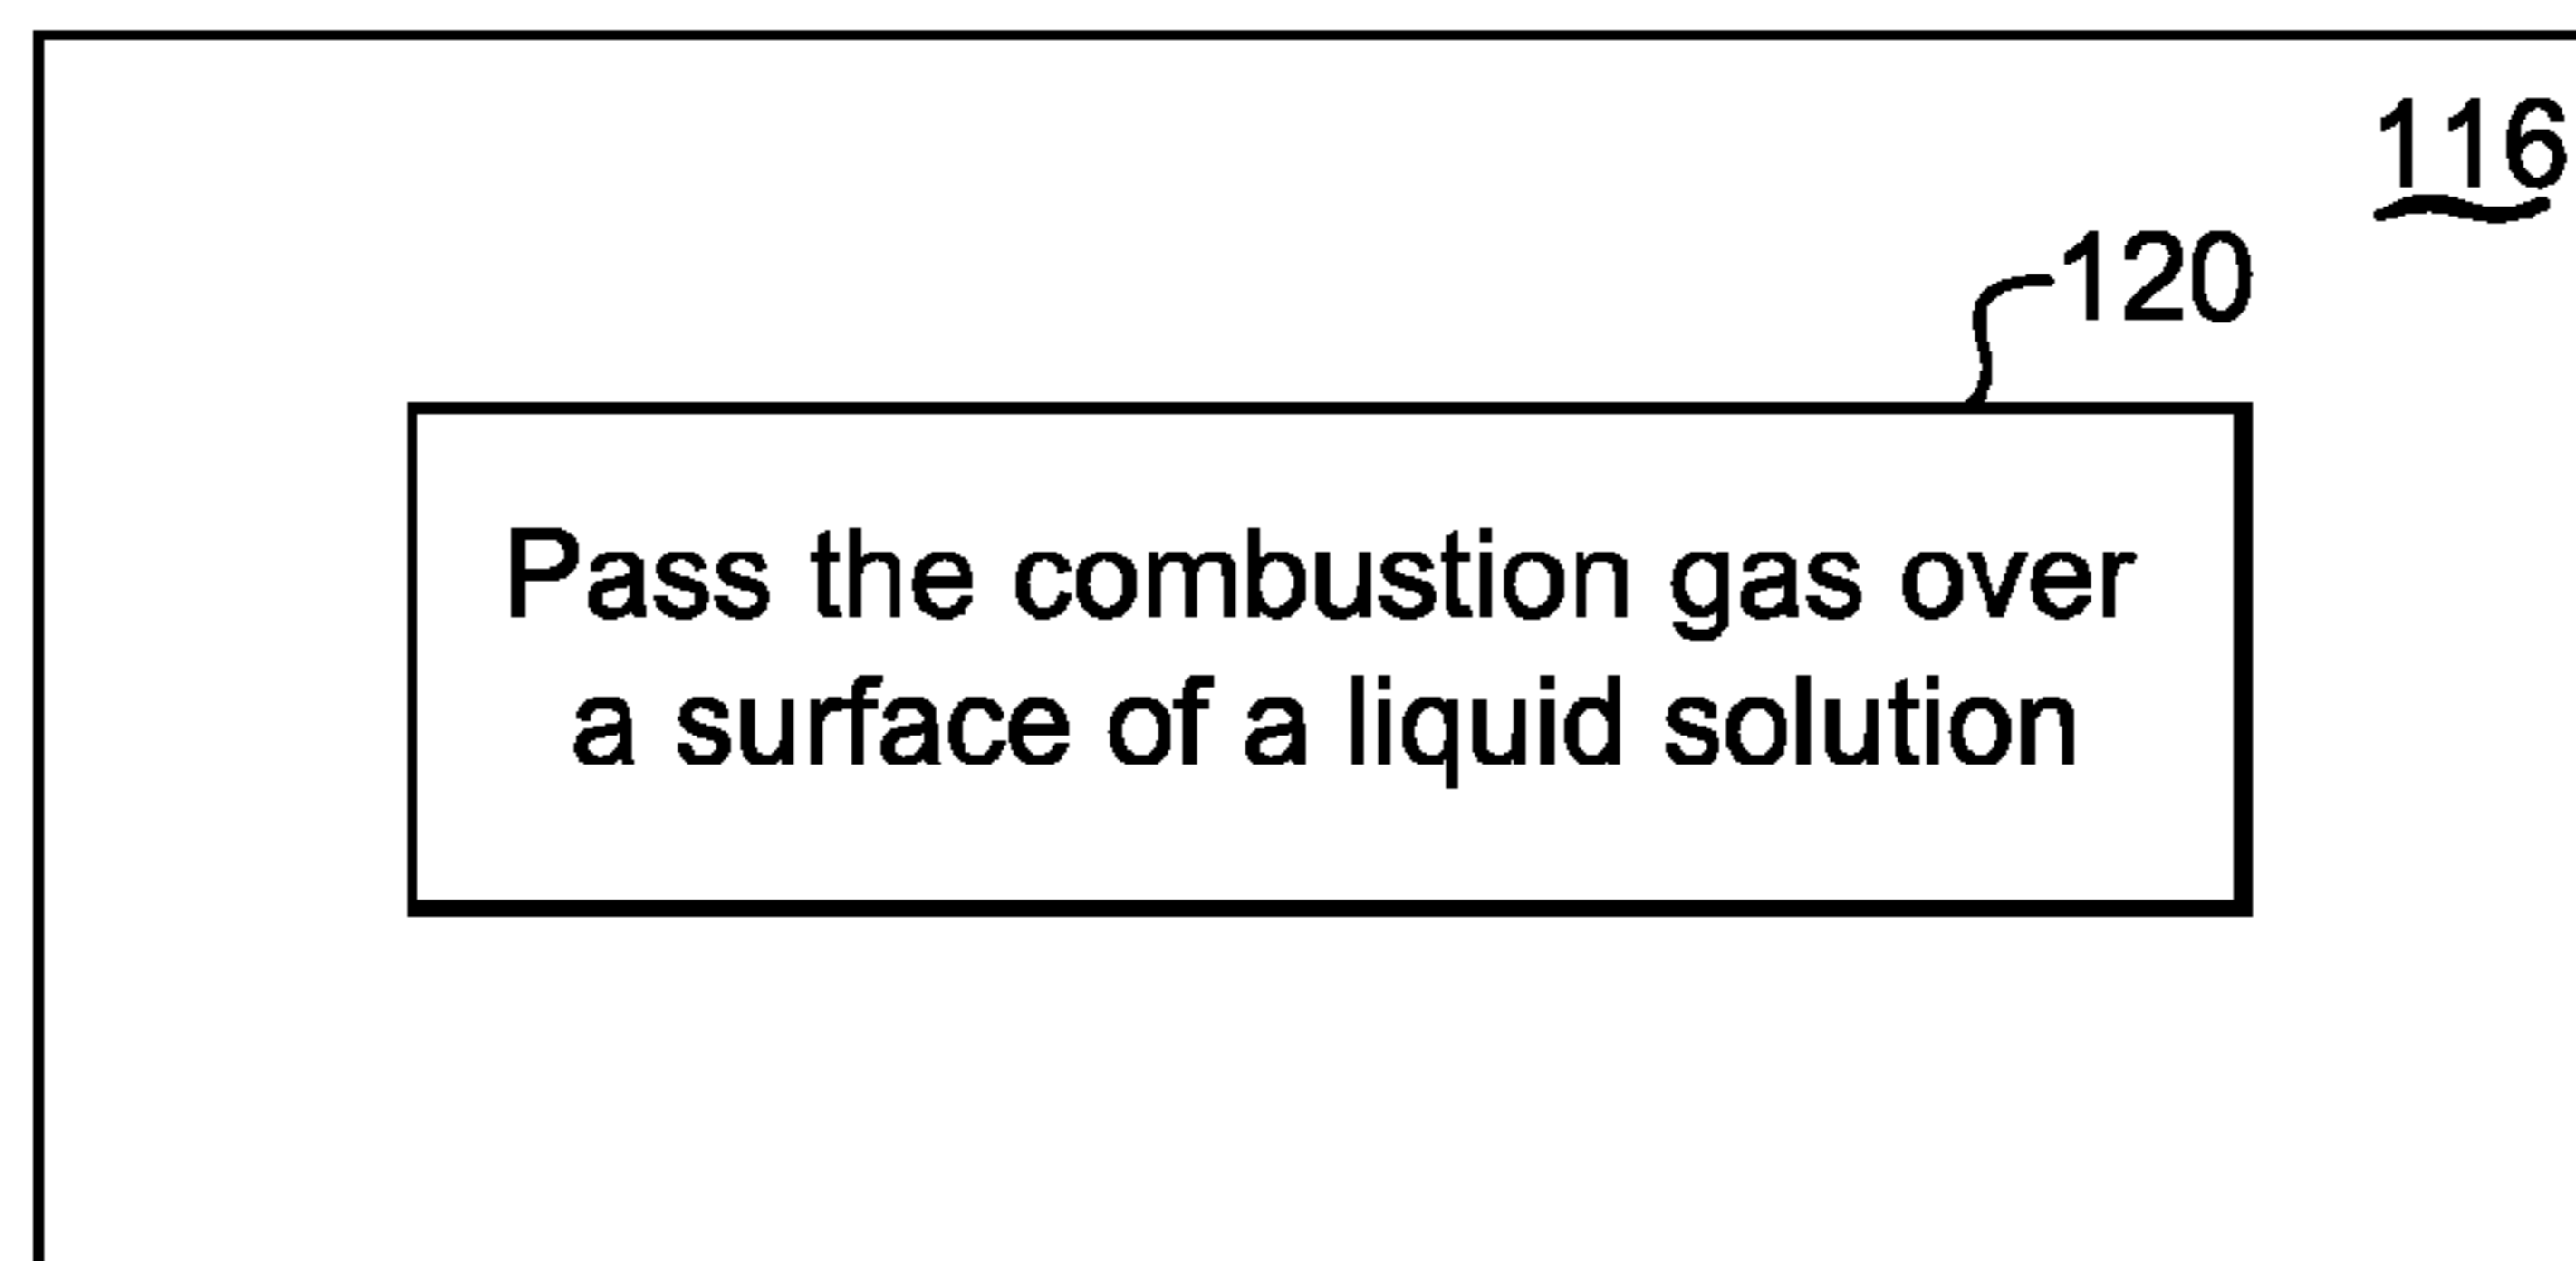 116
120
Pass the combustion gas over
a surface of a liquid solution